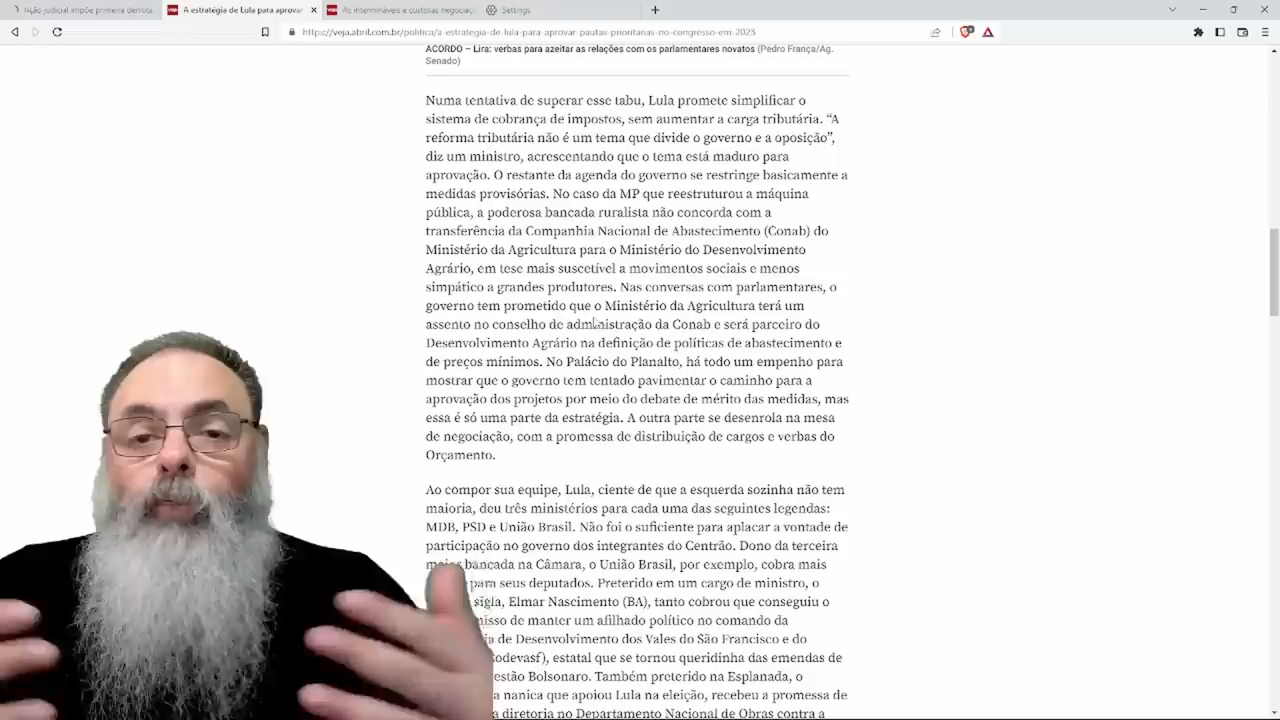 Ação judicial impõe primeira derrota
A estratégia de Lula para aprovar
As intermináveis e custosas negociaç
Settings
https://veja.abril.com.br/politica/a-estrategia-de-lula-para-aprovar-pautas-prioritarias-no-congresso-em-2023
ACORDO – Lira: verbas para azeitar as relações com os parlamentares novatos (Pedro França/Ag.
Senado)
Numa tentativa de superar esse tabu, Lula promete simplificar o
sistema de cobrança de impostos, sem aumentar a carga tributária. “A
reforma tributária não é um tema que divide o governo e a oposição”,
diz um ministro, acrescentando que o tema está maduro para
aprovação. O restante da agenda do governo se restringe basicamente a
medidas provisórias. No caso da MP que reestruturou a máquina
pública, a poderosa bancada ruralista não concorda com a
transferência da Companhia Nacional de Abastecimento (Conab) do
Ministério da Agricultura para o Ministério do Desenvolvimento
Agrário, em tese mais suscetível a movimentos sociais e menos
simpático a grandes produtores. Nas conversas com parlamentares, o
governo tem prometido que o Ministério da Agricultura terá um
assento no conselho de administração da Conab e será parceiro do
Desenvolvimento Agrário na definição de políticas de abastecimento e
de preços mínimos. No Palácio do Planalto, há todo um empenho para
mostrar que o governo tem tentado pavimentar o caminho para a
aprovação dos projetos por meio do debate de mérito das medidas, mas
essa é só uma parte da estratégia. A outra parte se desenrola na mesa
de negociação, com a promessa de distribuição de cargos e verbas do
Orçamento.
Ao compor sua equipe, Lula, ciente de que a esquerda sozinha não tem
maioria, deu três ministérios para cada uma das seguintes legendas:
MDB, PSD e União Brasil. Não foi o suficiente para aplacar a vontade de
participação no governo dos integrantes do Centrão. Dono da terceira
bancada na Câmara, o União Brasil, por exemplo, cobra mais
para seus deputados. Preterido em um cargo de ministro, o
sigla, Elmar Nascimento (BA), tanto cobrou que conseguiu o
misso de manter um afilhado político no comando da
de Desenvolvimento dos Vales do São Francisco e do
odevasf), estatal que se tornou queridinha das emendas de
estão Bolsonaro. Também preterido na Esplanada, o
a nanica que apoiou Lula na eleição, recebeu a promessa de
a diretoria no Departamento Nacional de Obras contra a